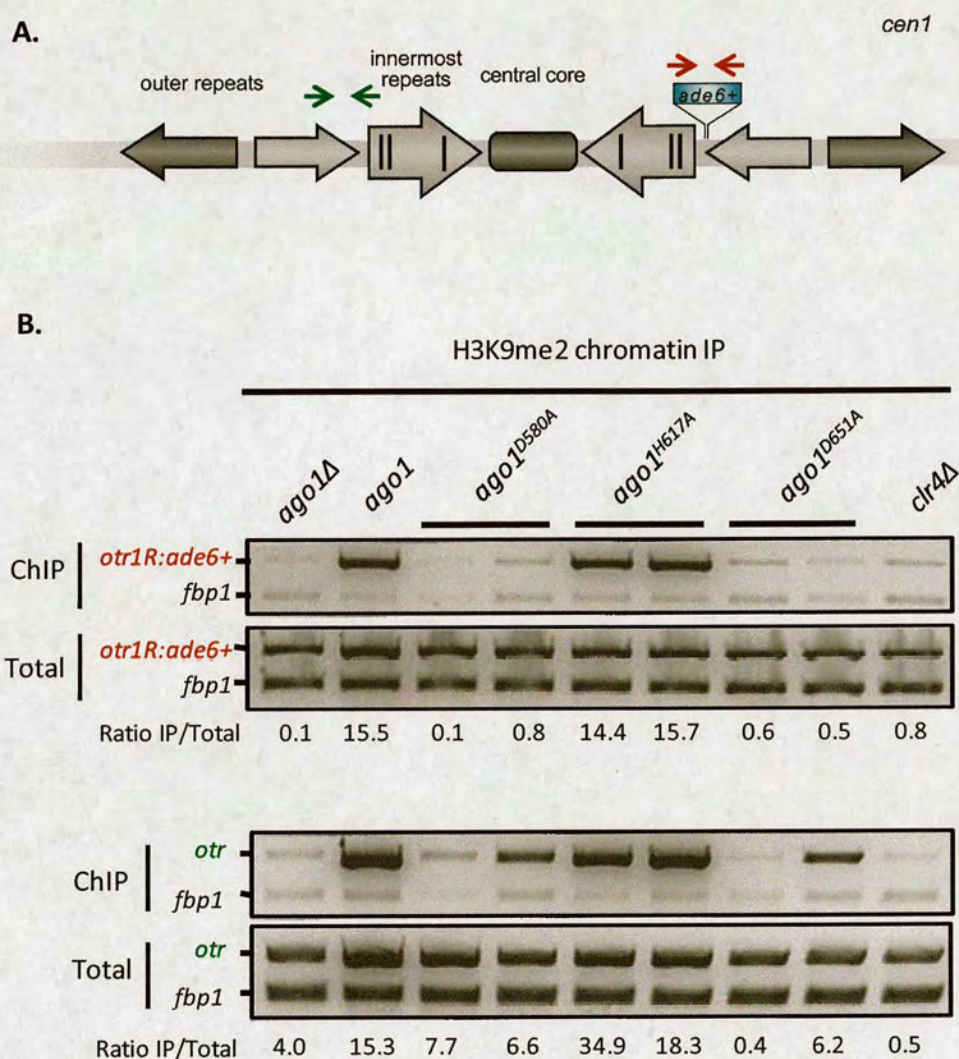 A.
cen1
outer repeats
innermost
repeats
central core
ade6+
B.
H3K9me2 chromatin IP
ago1Δ ago1 ago1D580A ago1H617A ago1D651A clr4Δ
ChIP
otr1R:ade6+
fbp1
Total
otr1R:ade6+
fbp1
Ratio IP/Total 0.1 15.5 0.1 0.8 14.4 15.7 0.6 0.5 0.8
ChIP
otr
fbp1
Total
otr
fbp1
Ratio IP/Total 4.0 15.3 7.7 6.6 34.9 18.3 0.4 6.2 0.5